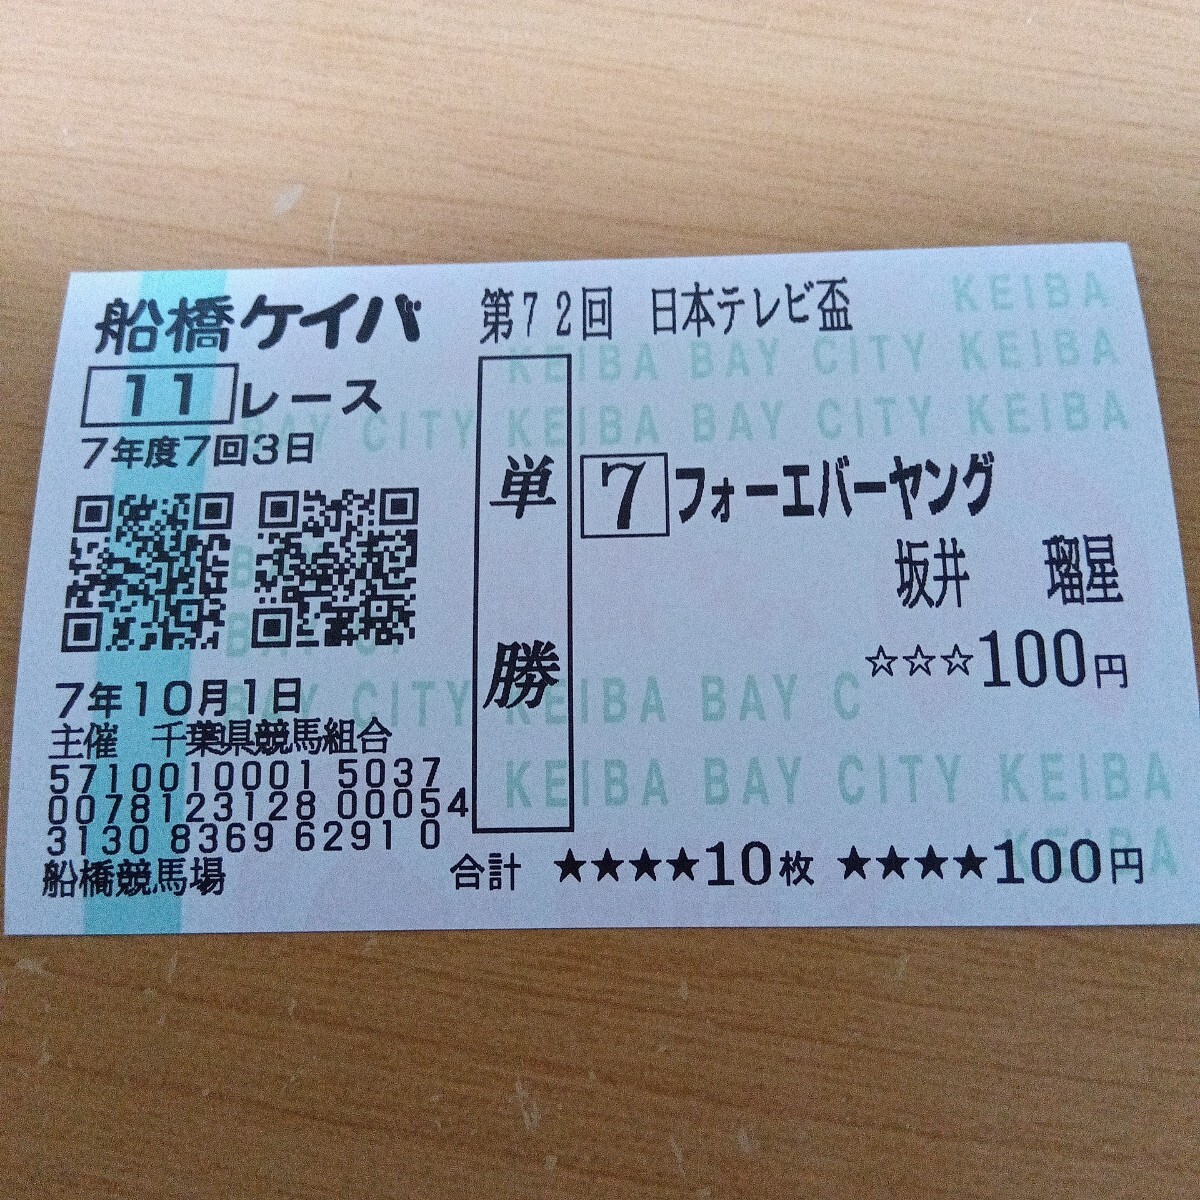 船橋ケイバ
第72回 日本テレビ盃
11レース
7年度7回3日
単勝
7 フォーエバーヤング
坂井 瑠星
☆☆☆100円
7年10月1日
主催 千葉県競馬組合
5710010001 5037
0078123128 00054
3130 8369 6291 0
船橋競馬場
合計 ★★★★10枚 ★★★★100円
KEIBA
KEIBA BAY CITY KEIBA
BAY CITY KEIBA BAY CITY KEIBA
BAY CITY KEIBA BAY C
KEIBA BAY CITY KEIBA
KEIBA